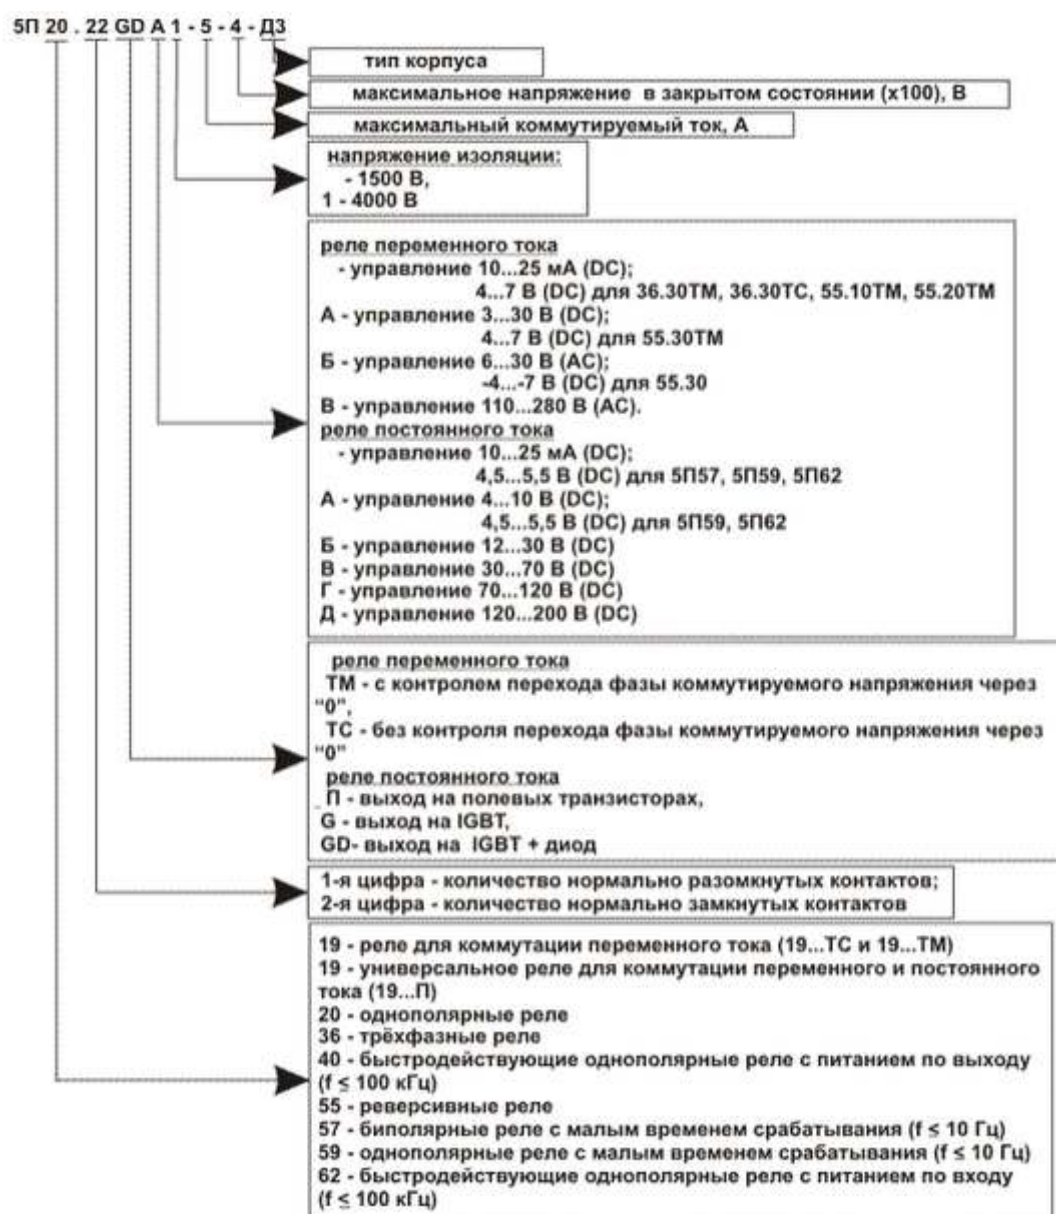 5П 20 . 22 GD А 1 - 5 - 4 - Д3
тип корпуса
максимальное напряжение в закрытом состоянии (х100), В
максимальный коммутируемый ток, А
напряжение изоляции:
- 1500 В,
1 - 4000 В
реле переменного тока
- управление 10...25 мА (DC);
4...7 В (DC) для 36.30ТМ, 36.30ТС, 55.10ТМ, 55.20ТМ
А - управление 3...30 В (DC);
4...7 В (DC) для 55.30ТМ
Б - управление 6...30 В (AC);
-4...-7 В (DC) для 55.30
В - управление 110...280 В (AC).
реле постоянного тока
- управление 10...25 мА (DC);
4,5...5,5 В (DC) для 5П57, 5П59, 5П62
А - управление 4...10 В (DC);
4,5...5,5 В (DC) для 5П59, 5П62
Б - управление 12...30 В (DC)
В - управление 30...70 В (DC)
Г - управление 70...120 В (DC)
Д - управление 120...200 В (DC)
реле переменного тока
ТМ - с контролем перехода фазы коммутируемого напряжения через
"0",
ТС - без контроля перехода фазы коммутируемого напряжения через
"0"
реле постоянного тока
П - выход на полевых транзисторах,
G - выход на IGBT,
GD- выход на IGBT + диод
1-я цифра - количество нормально разомкнутых контактов;
2-я цифра - количество нормально замкнутых контактов
19 - реле для коммутации переменного тока (19...ТС и 19...ТМ)
19 - универсальное реле для коммутации переменного и постоянного
тока (19...П)
20 - однополярные реле
36 - трёхфазные реле
40 - быстродействующие однополярные реле с питанием по выходу
(f ≤ 100 кГц)
55 - реверсивные реле
57 - биполярные реле с малым временем срабатывания (f ≤ 10 Гц)
59 - однополярные реле с малым временем срабатывания (f ≤ 10 Гц)
62 - быстродействующие однополярные реле с питанием по входу
(f ≤ 100 кГц)